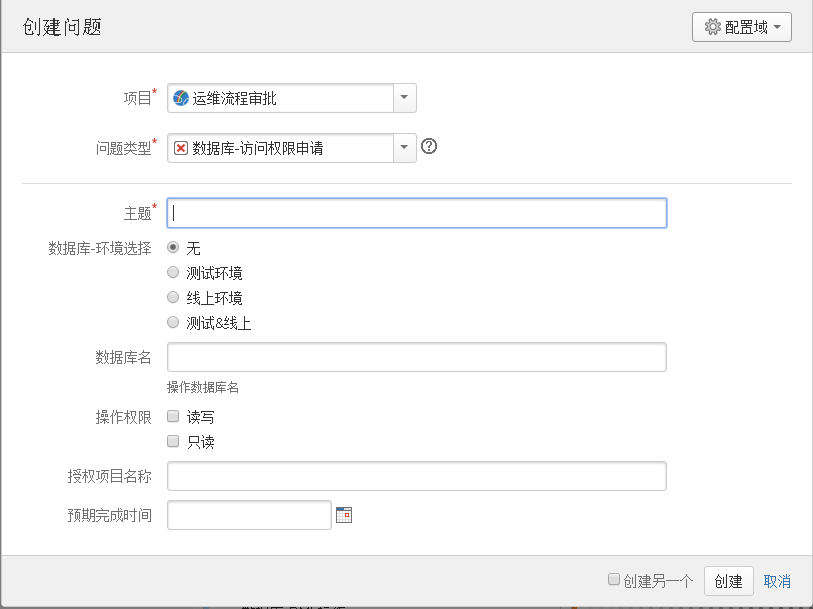 创建问题
配置域
项目*
运维流程审批
问题类型*
数据库-访问权限申请
主题*
数据库-环境选择
无
测试环境
线上环境
测试&线上
数据库名
操作数据库名
操作权限
读写
只读
授权项目名称
预期完成时间
创建另一个
创建
取消